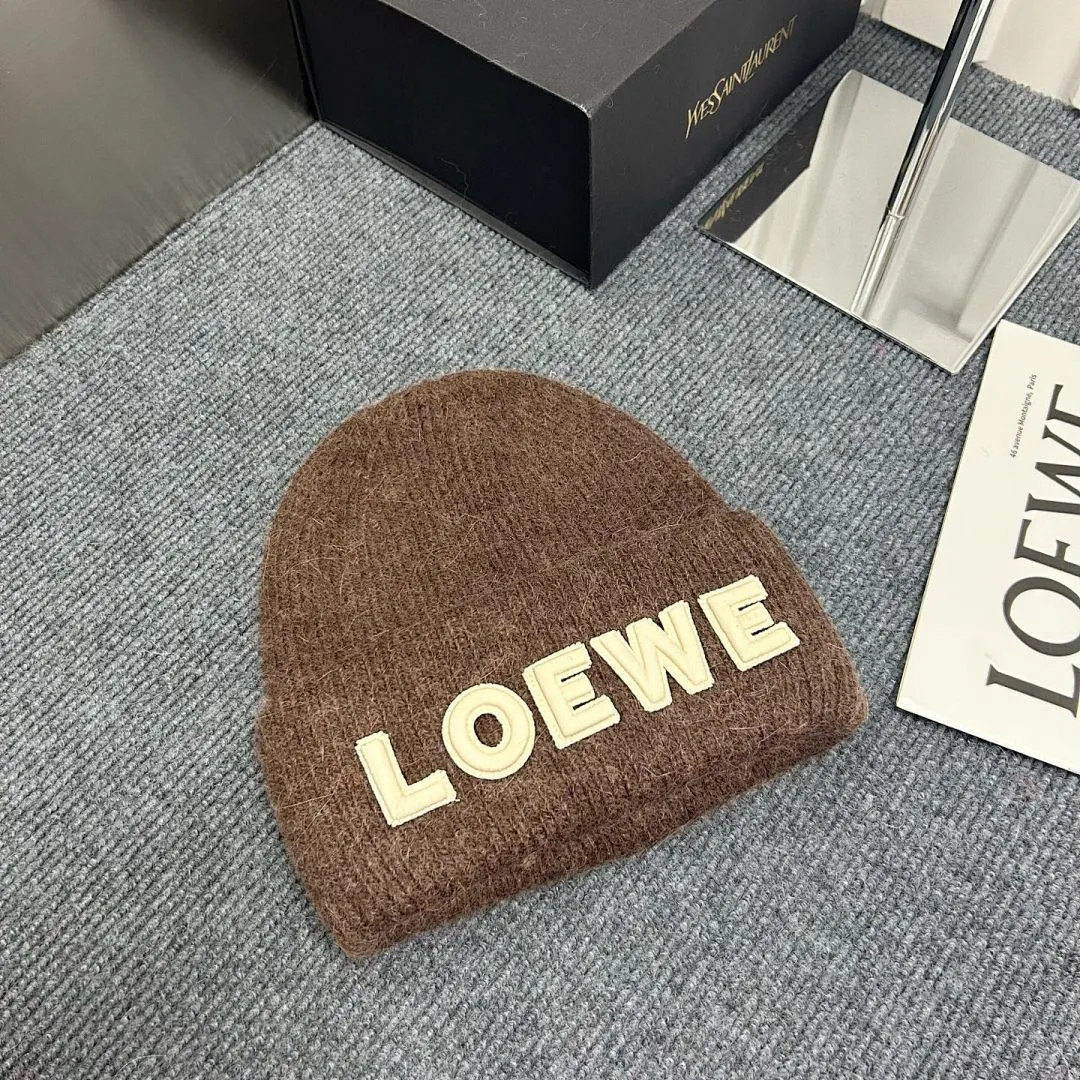 YVESSAINTLAURENT
46 avenue Montaigne, Paris
LOEWE
LOEWE